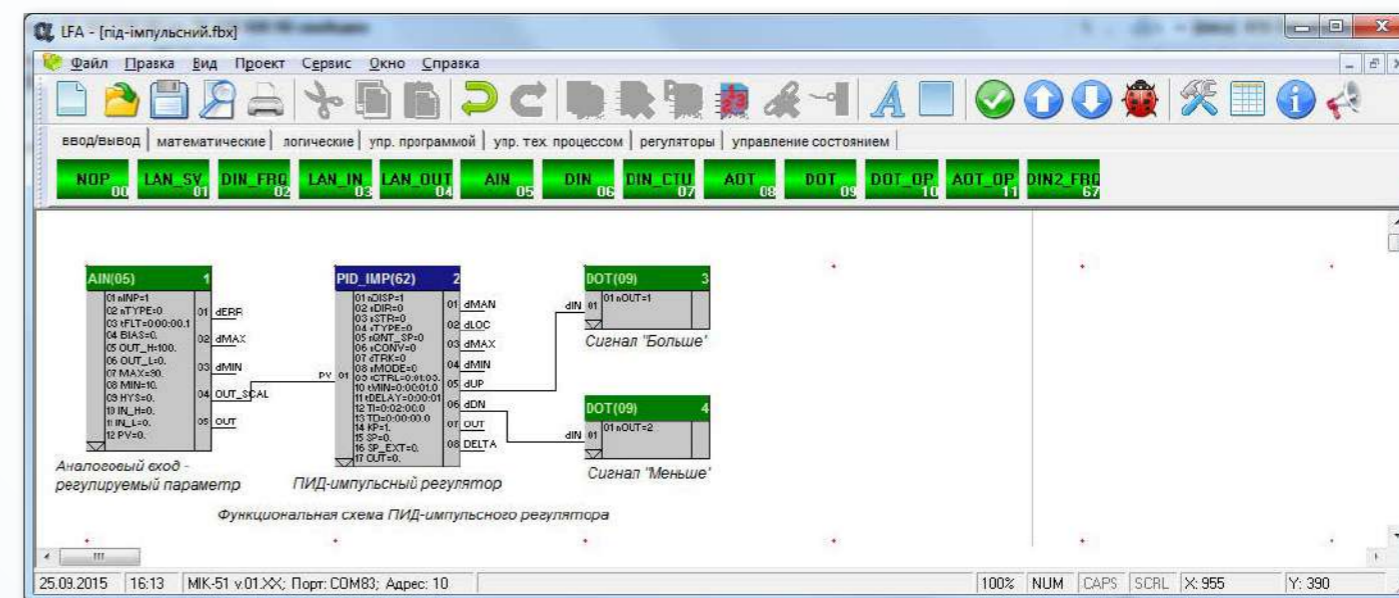 LFA - [під-імпульсний.fbx]
Файл Правка Вид Проект Сервис Окно Справка
ввод/вывод математические логические упр. программой упр. тех. процессом регуляторы управление состоянием
NOP 00 LAN_SV 01 DIN_FRQ 02 LAN_IN 03 LAN_OUT 04 AIN 05 DIN 06 DIN_CTU 07 AOT 08 DOT 09 DOT_OP 10 AOT_OP 11 DIN2_FRQ 67
AIN(05) 1
01 nINP=1
02 nTYPE=0
03 tFLT=0:00:00.1
04 BIAS=0.
05 OUT_H=100.
06 OUT_L=0.
07 MAX=90.
08 MIN=10.
09 HYS=0.
10 IN_H=0.
11 IN_L=0.
12 PV=0.
01 dERR
02 dMAX
03 dMIN
04 OUT_SCAL
05 OUT
Аналоговый вход -
регулируемый параметр
PID_IMP(62) 2
PV 01
01 nDISP=1
02 nDIR=0
03 nSTR=0
04 nTYPE=0
05 nQNT_SP=0
06 nCONV=0
07 dTRK=0
08 nMODE=0
09 tCTRL=0:01:03.
10 tMIN=0:00:01.0
11 tDELAY=0:00:01
12 TI=0:02:00.0
13 TD=0:00:00.0
14 KP=1.
15 SP=0.
16 SP_EXT=0.
17 OUT=0.
01 dMAN
02 dLOC
03 dMAX
04 dMIN
05 dUP
06 dDN
07 OUT
08 DELTA
ПИД-импульсный регулятор
DOT(09) 3
dIN 01 01 nOUT=1
Сигнал "Больше"
DOT(09) 4
dIN 01 01 nOUT=2
Сигнал "Меньше"
Функциональная схема ПИД-импульсного регулятора
25.09.2015 16:13 МІК-51 v.01.XX; Порт: COM83; Адрес: 10 100% NUM CAPS SCRL X: 955 Y: 390